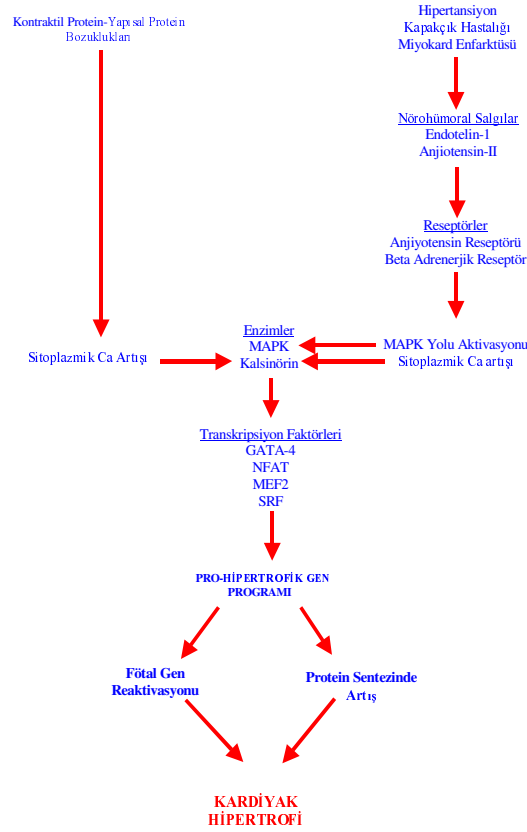 Kontraktil Protein-Yapısal Protein
Bozuklukları
Hipertansiyon
Kapakçık Hastalığı
Miyokard Enfarktüsü
Nörohümoral Salgılar
Endotelin-1
Anjiotensin-II
Reseptörler
Anjiyotensin Reseptörü
Beta Adrenerjik Reseptör
Sitoplazmik Ca Artışı
Enzimler
MAPK
Kalsinörin
MAPK Yolu Aktivasyonu
Sitoplazmik Ca artışı
Transkripsiyon Faktörleri
GATA-4
NFAT
MEF2
SRF
PRO-HİPERTROFİK GEN
PROGRAMI
Fötal Gen
Reaktivasyonu
Protein Sentezinde
Artış
KARDİYAK
HİPERTROFİ